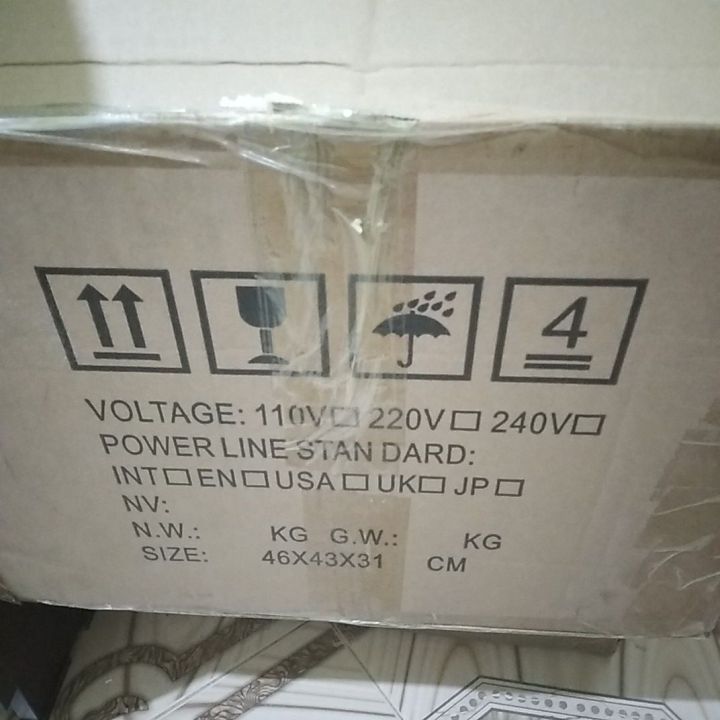 4
VOLTAGE: 110V☐ 220V☐ 240V☐
POWER LINE STAN DARD:
INT☐EN☐USA☐UK☐JP☐
NV:
N.W.: KG G.W.: KG
SIZE: 46X43X31 CM